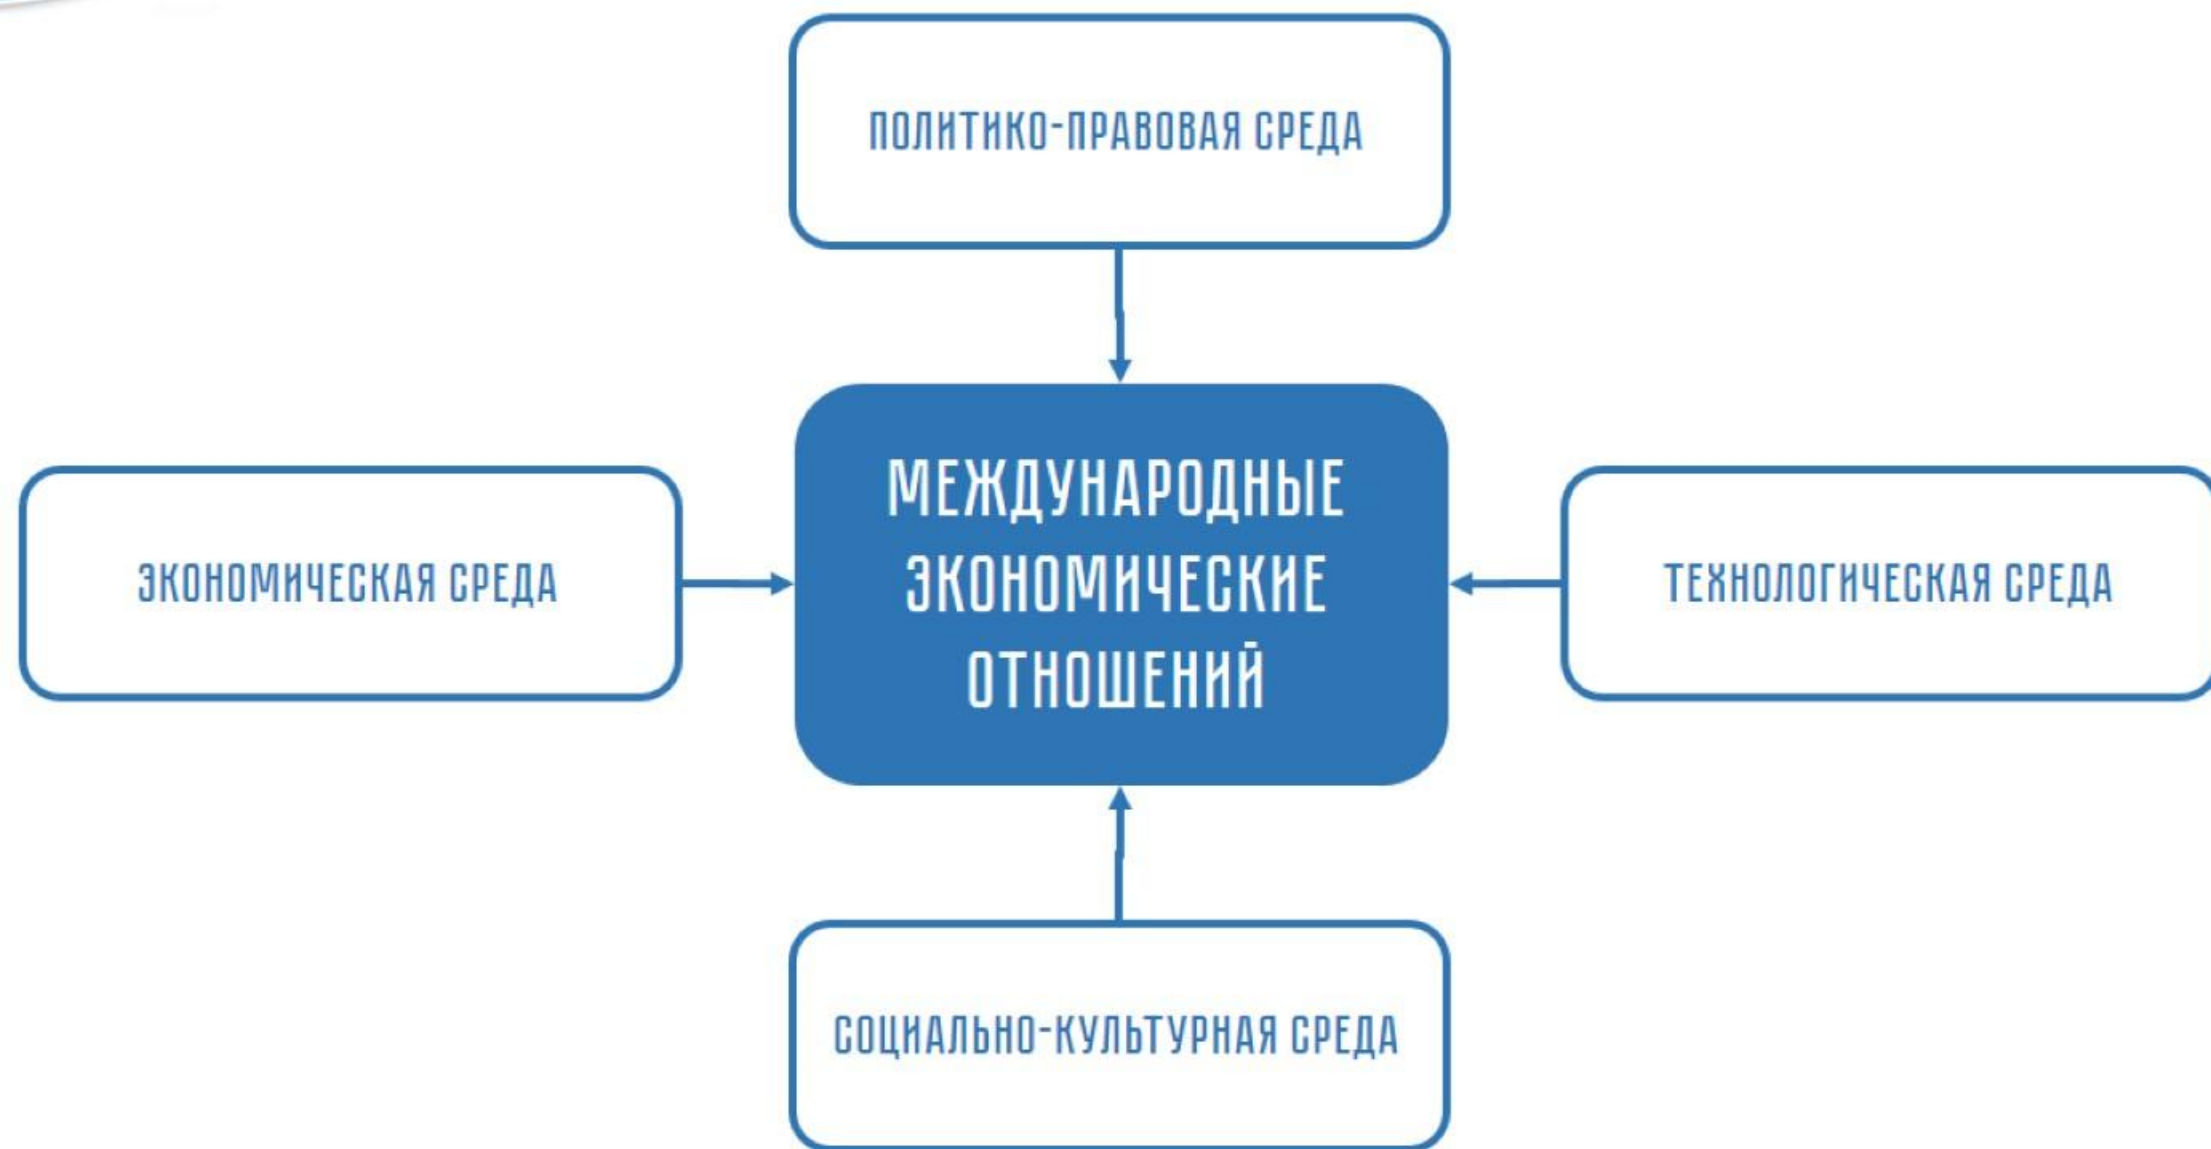 ПОЛИТИКО-ПРАВОВАЯ СРЕДА
ЭКОНОМИЧЕСКАЯ СРЕДА
МЕЖДУНАРОДНЫЕ
ЭКОНОМИЧЕСКИЕ
ОТНОШЕНИЙ
ТЕХНОЛОГИЧЕСКАЯ СРЕДА
СОЦИАЛЬНО-КУЛЬТУРНАЯ СРЕДА